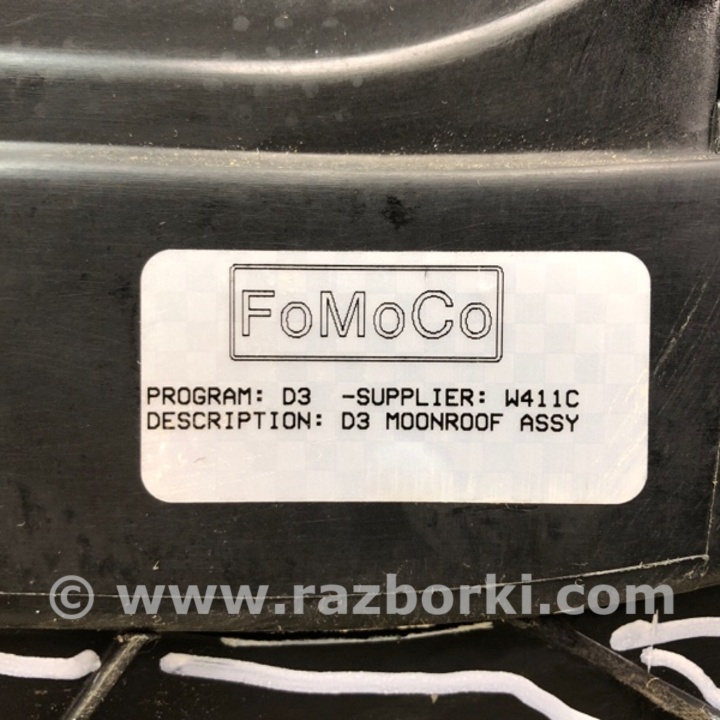 FoMoCo
PROGRAM: D3 -SUPPLIER: W411C
DESCRIPTION: D3 MOONROOF ASSY
© www.razborki.com